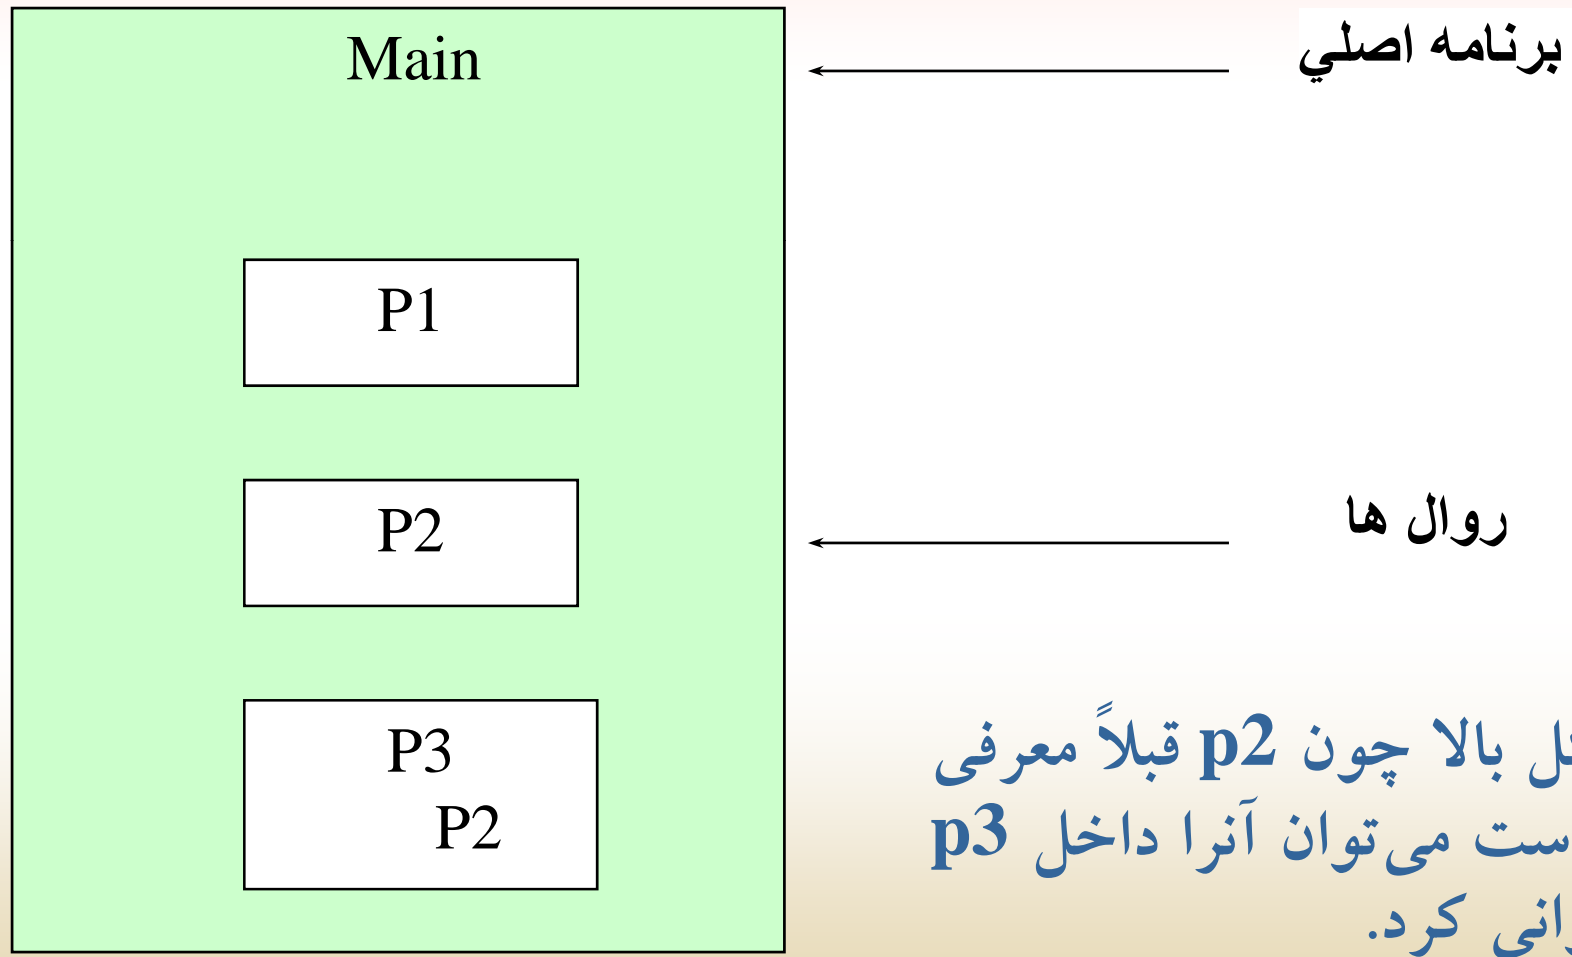 Main
برنامه اصلي
P1
P2
روال ها
P3
P2
بالا چون p2 قبلاً معرفی
می‌توان آنرا داخل p3
کرد.